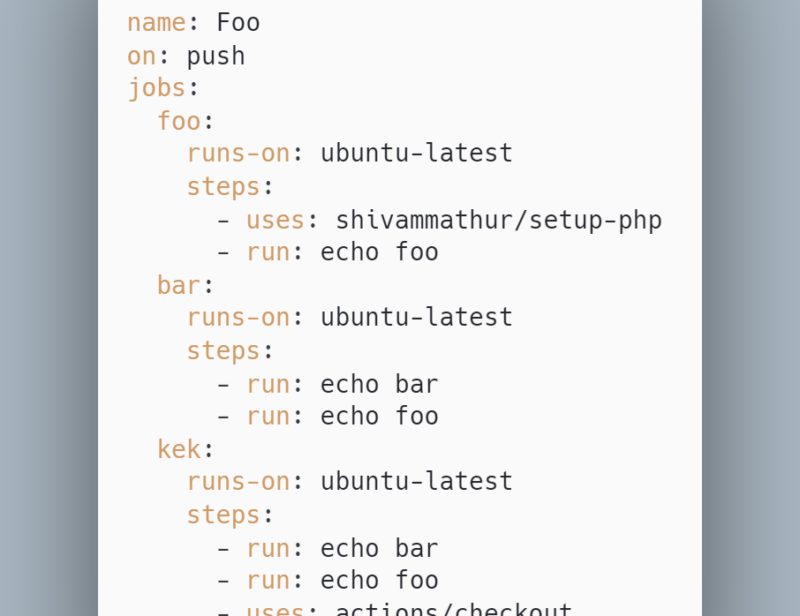 name: Foo
on: push
jobs:
  foo:
    runs-on: ubuntu-latest
    steps:
      - uses: shivammathur/setup-php
      - run: echo foo
  bar:
    runs-on: ubuntu-latest
    steps:
      - run: echo bar
      - run: echo foo
  kek:
    runs-on: ubuntu-latest
    steps:
      - run: echo bar
      - run: echo foo
      - uses: actions/checkout